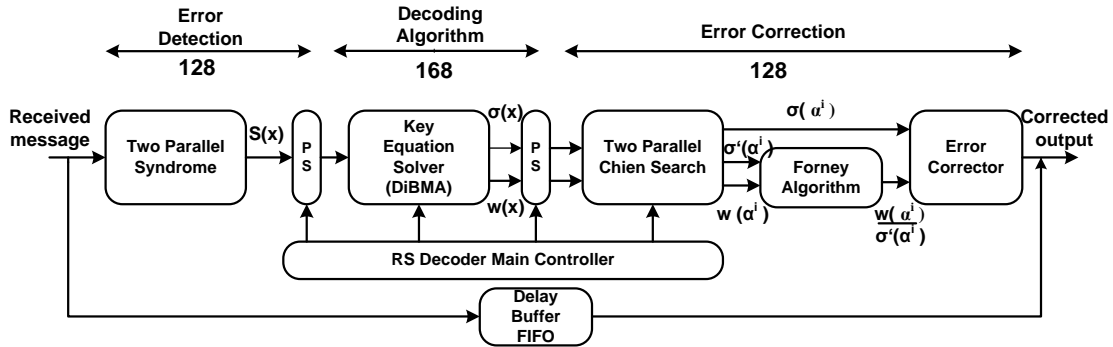 Error
Detection
128
Decoding
Algorithm
168
Error Correction
128
Received
message
Two Parallel
Syndrome
S(x)
P
S
Key
Equation
Solver
(DiBMA)
σ(x)
w(x)
P
S
Two Parallel
Chien Search
σ( αⁱ)
σ‘(αⁱ)
w (αⁱ)
Forney
Algorithm
w( αⁱ)
σ‘(αⁱ)
Error
Corrector
Corrected
output
RS Decoder Main Controller
Delay
Buffer
FIFO